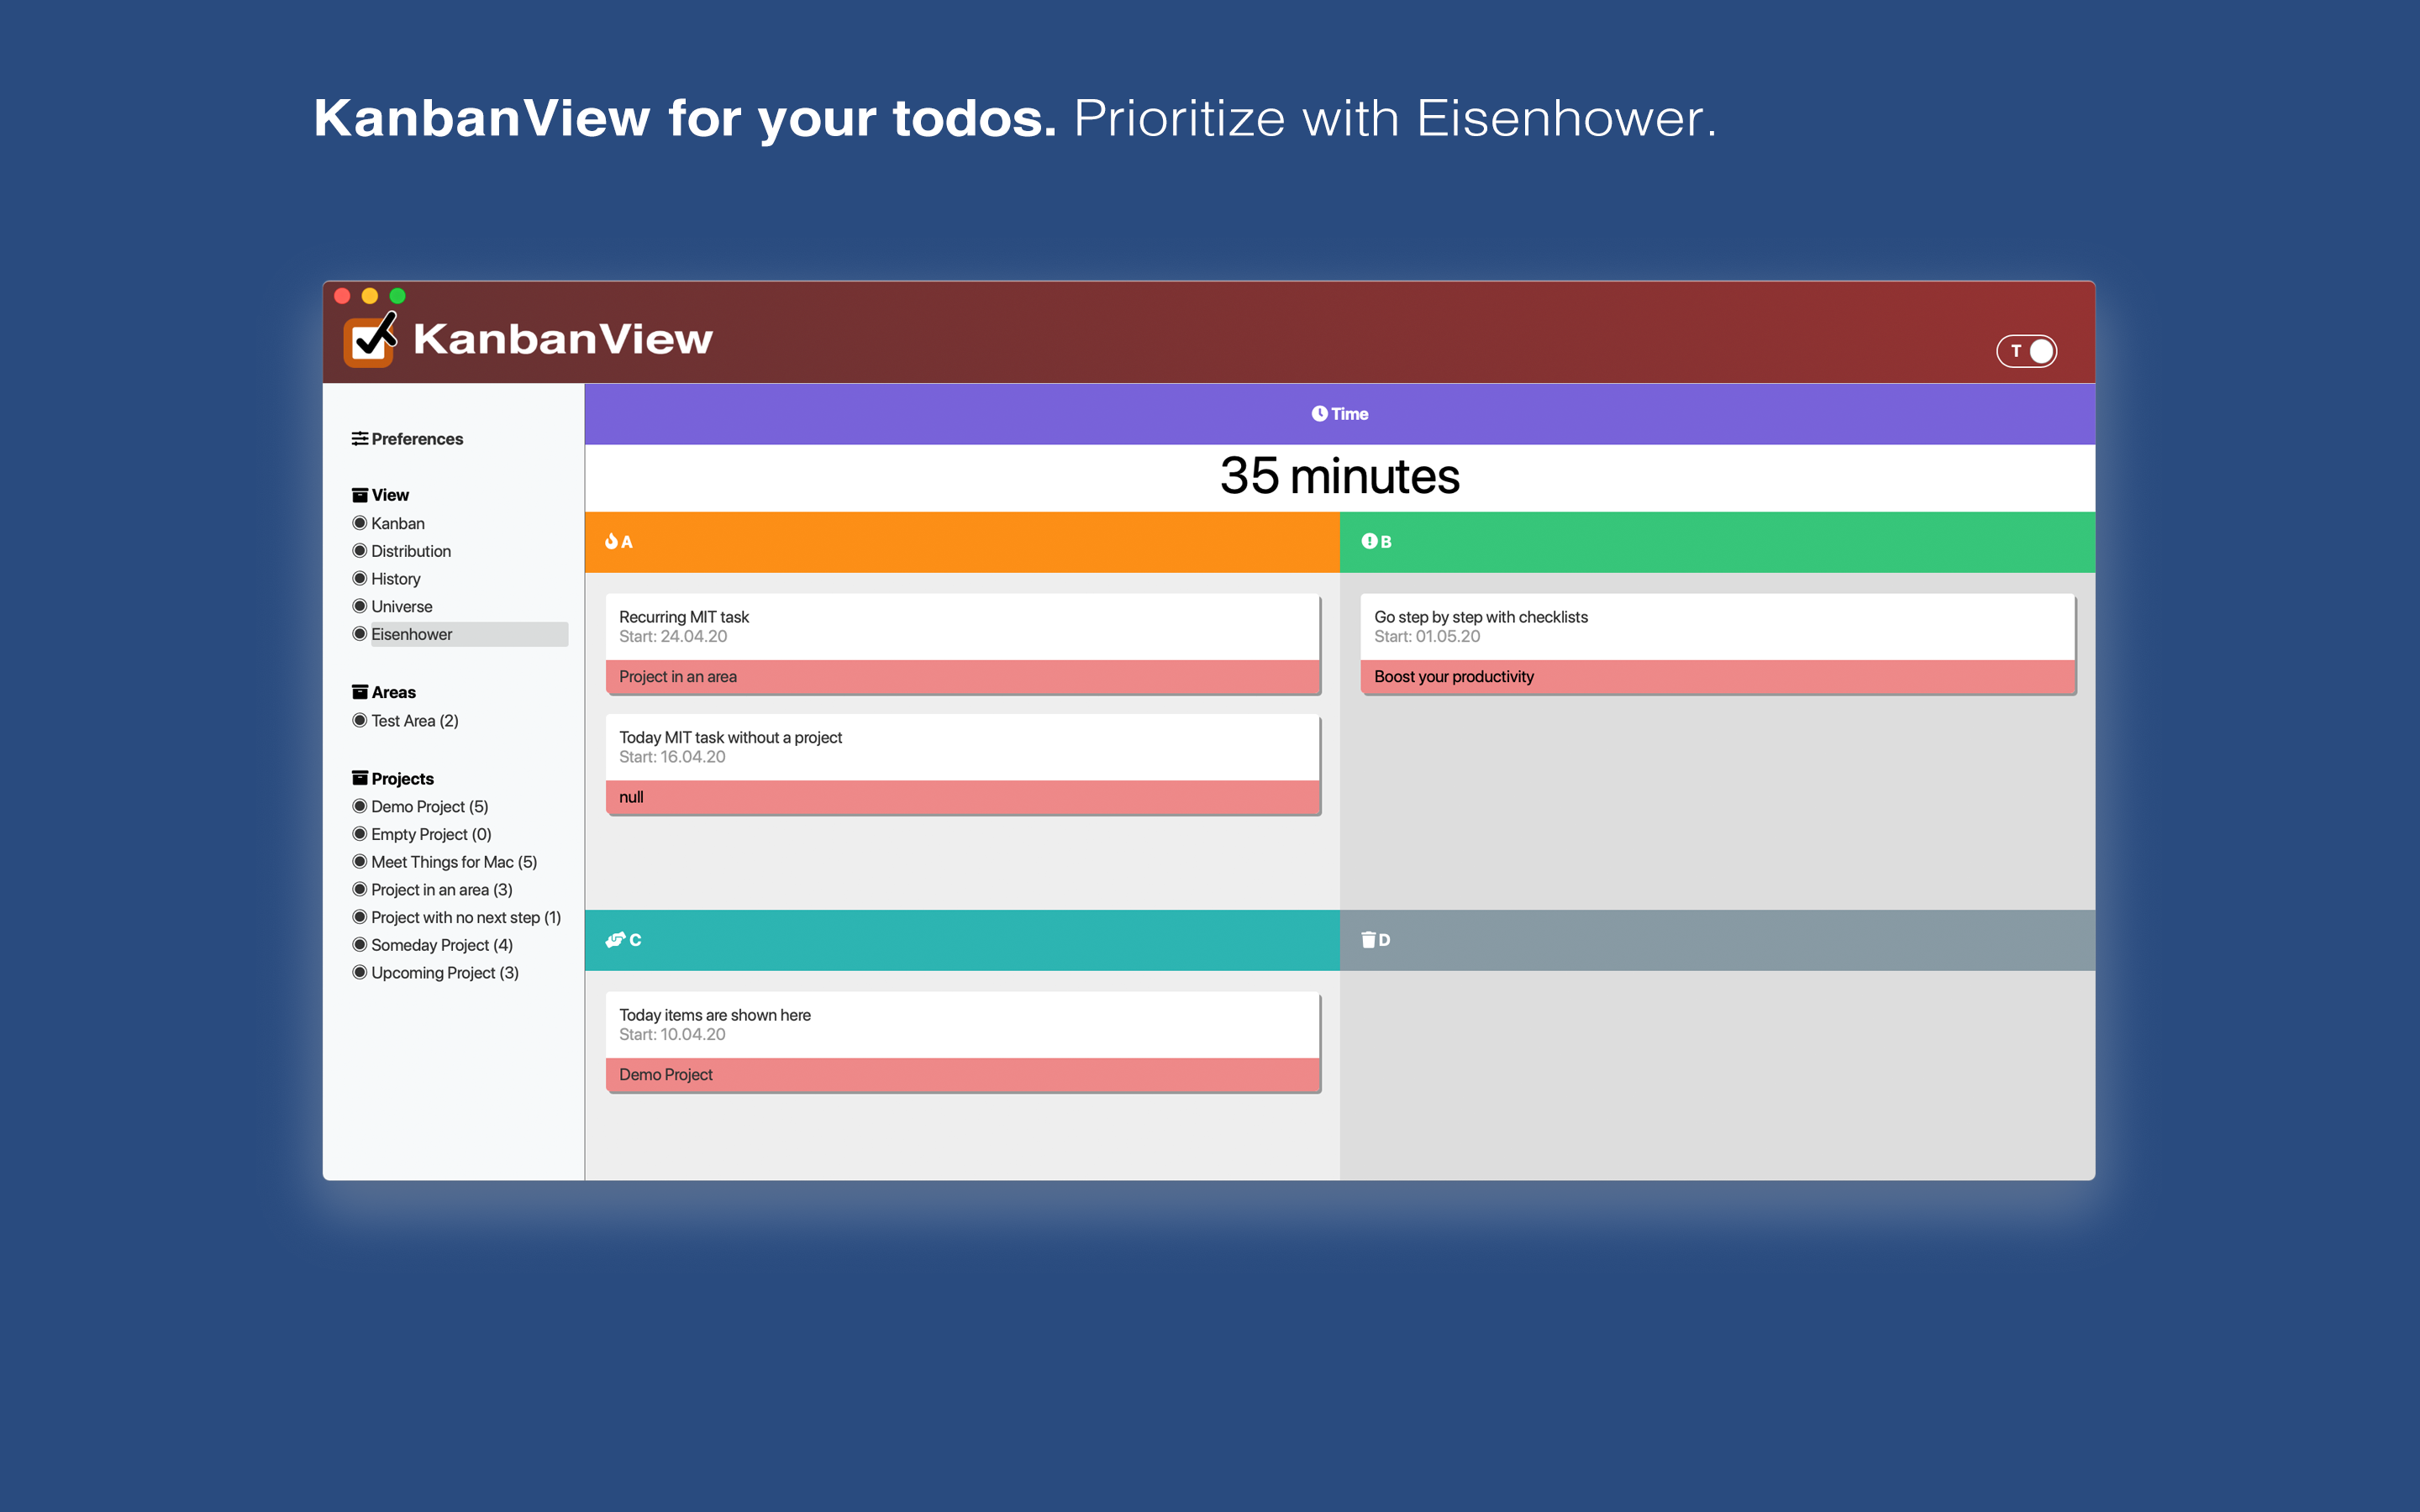 KanbanView for your todos. Prioritize with Eisenhower.
KanbanView
T
Preferences
View
Kanban
Distribution
History
Universe
Eisenhower
Areas
Test Area (2)
Projects
Demo Project (5)
Empty Project (0)
Meet Things for Mac (5)
Project in an area (3)
Project with no next step (1)
Someday Project (4)
Upcoming Project (3)
Time
35 minutes
A
Recurring MIT task
Start: 24.04.20
Project in an area
Today MIT task without a project
Start: 16.04.20
null
B
Go step by step with checklists
Start: 01.05.20
Boost your productivity
C
Today items are shown here
Start: 10.04.20
Demo Project
D